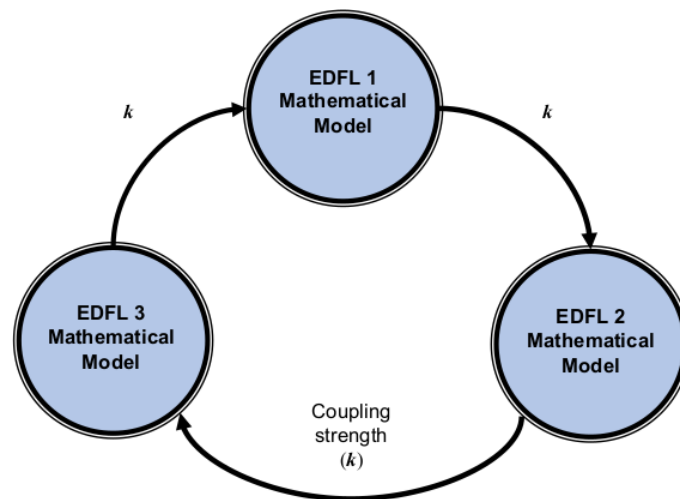 EDFL 1
Mathematical
Model
k
k
EDFL 3
Mathematical
Model
EDFL 2
Mathematical
Model
Coupling
strength
(k)